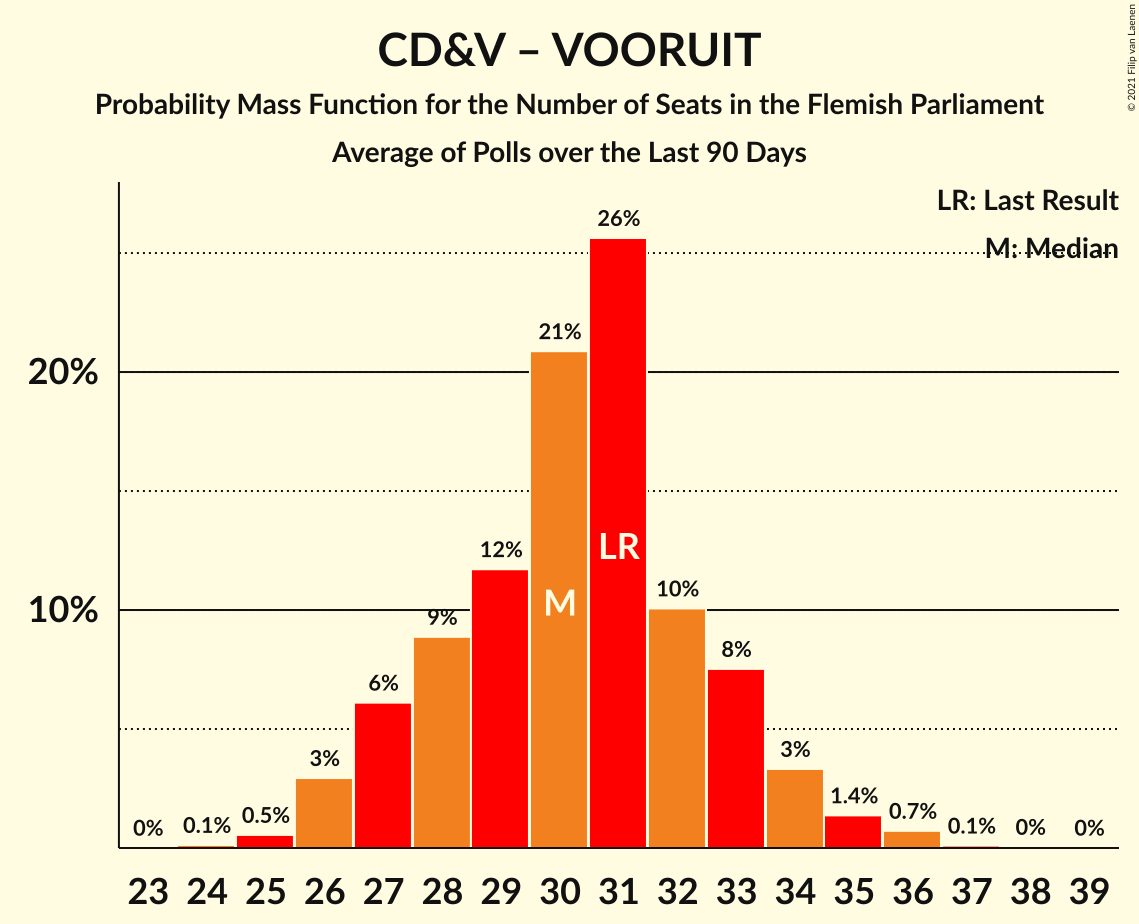 CD&V – VOORUIT
Probability Mass Function for the Number of Seats in the Flemish Parliament
Average of Polls over the Last 90 Days
© 2021 Filip van Laenen
LR: Last Result
M: Median
20%
10%
0%
0.1%
0.5%
3%
6%
9%
12%
21%
26%
10%
8%
3%
1.4%
0.7%
0.1%
0%
0%
M
LR
23 24 25 26 27 28 29 30 31 32 33 34 35 36 37 38 39